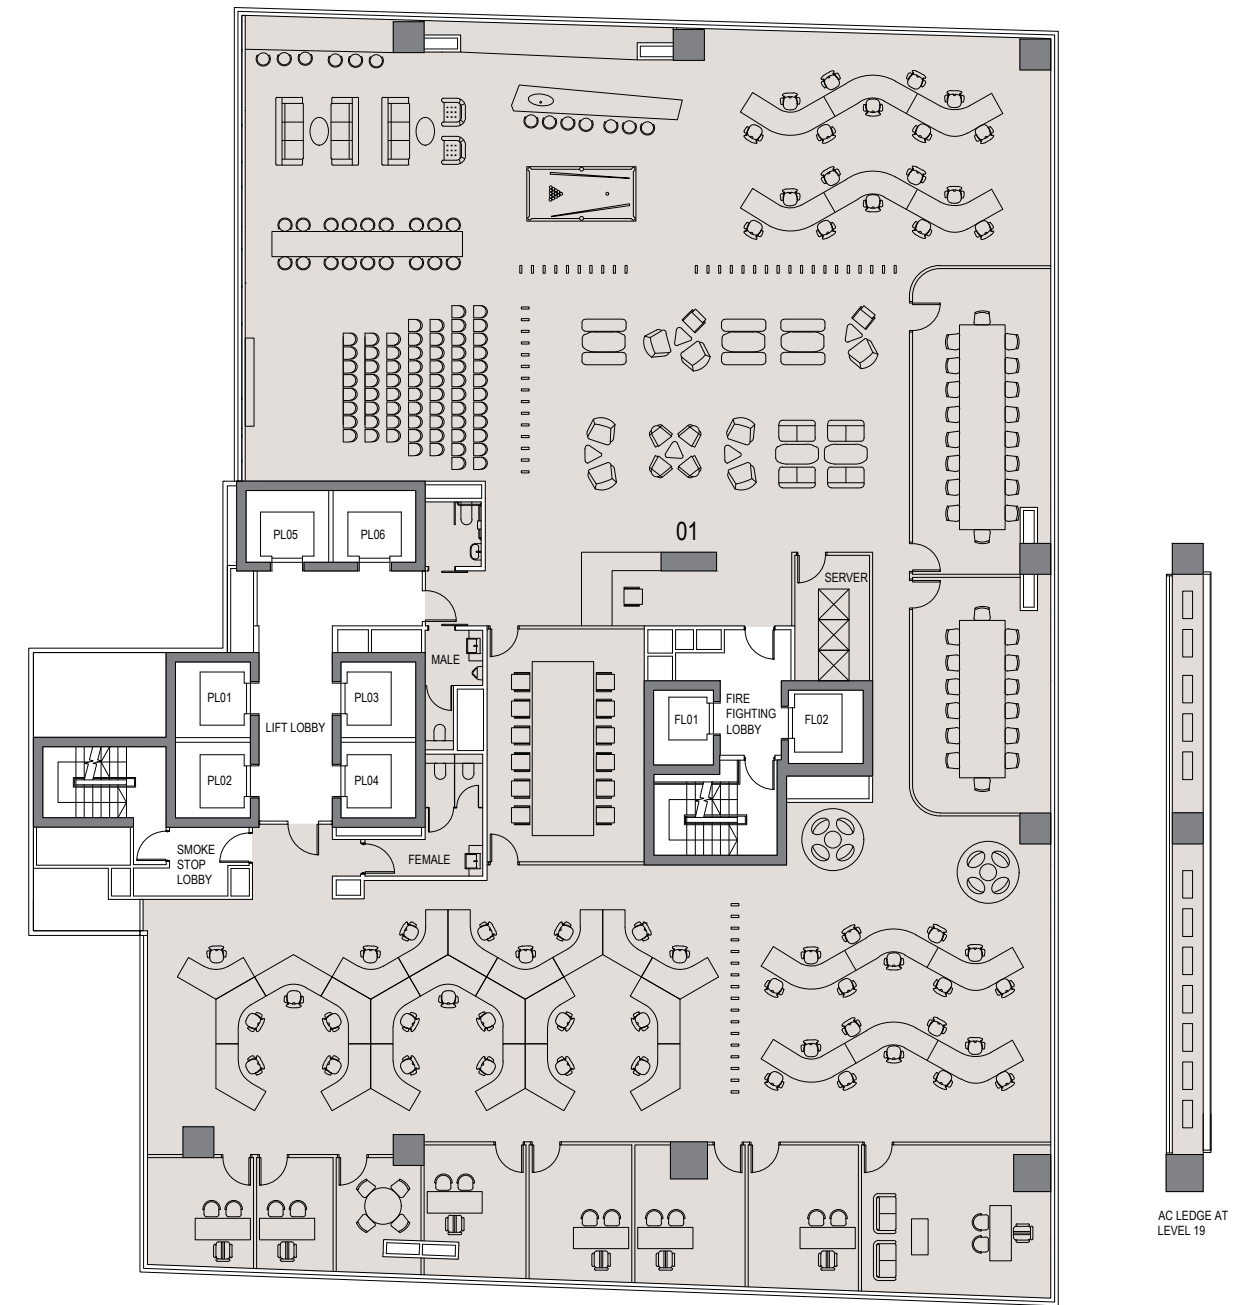 PL05
PL06
01
SERVER
MALE
PL01
PL03
LIFT LOBBY
FL01
FIRE
FIGHTING
LOBBY
FL02
PL02
PL04
SMOKE
STOP
LOBBY
FEMALE
AC LEDGE AT
LEVEL 19